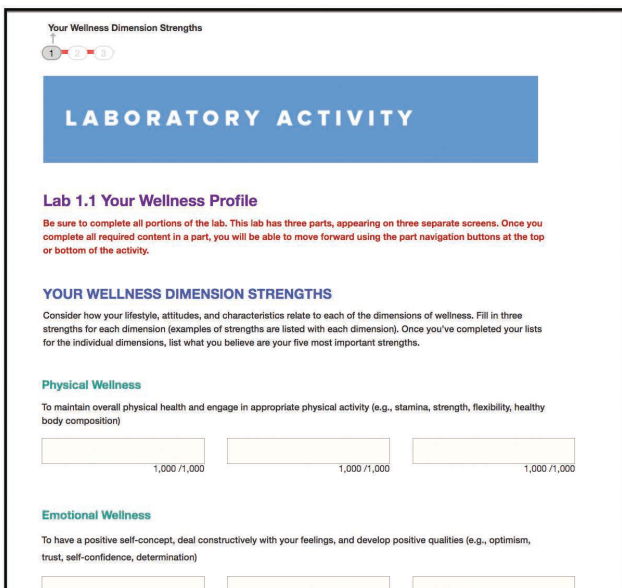 Your Wellness Dimension Strengths
1 2 3
LABORATORY ACTIVITY
Lab 1.1 Your Wellness Profile
Be sure to complete all portions of the lab. This lab has three parts, appearing on three separate screens. Once you
complete all required content in a part, you will be able to move forward using the part navigation buttons at the top
or bottom of the activity.
YOUR WELLNESS DIMENSION STRENGTHS
Consider how your lifestyle, attitudes, and characteristics relate to each of the dimensions of wellness. Fill in three
strengths for each dimension (examples of strengths are listed with each dimension). Once you've completed your lists
for the individual dimensions, list what you believe are your five most important strengths.
Physical Wellness
To maintain overall physical health and engage in appropriate physical activity (e.g., stamina, strength, flexibility, healthy
body composition)
1,000 /1,000 1,000 /1,000 1,000 /1,000
Emotional Wellness
To have a positive self-concept, deal constructively with your feelings, and develop positive qualities (e.g., optimism,
trust, self-confidence, determination)